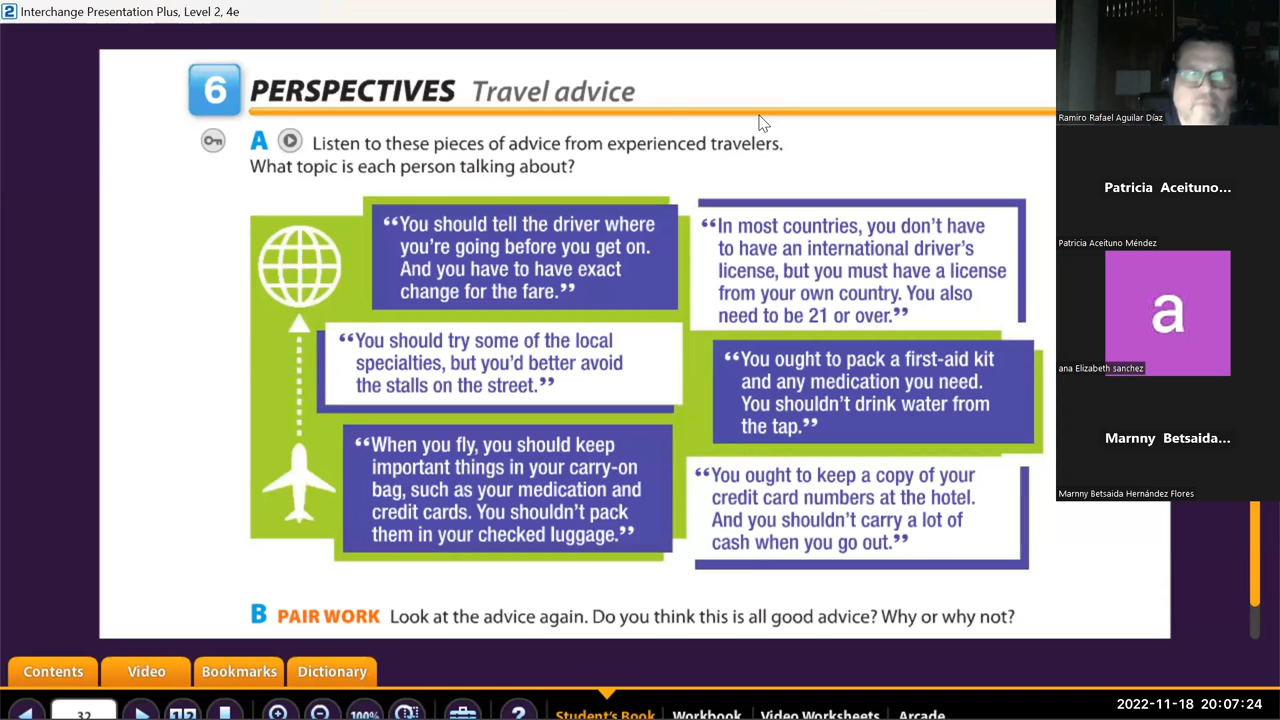 Interchange Presentation Plus, Level 2, 4e
6 PERSPECTIVES Travel advice
A Listen to these pieces of advice from experienced travelers.
What topic is each person talking about?
“You should tell the driver where
you’re going before you get on.
And you have to have exact
change for the fare.”
“In most countries, you don’t have
to have an international driver’s
license, but you must have a license
from your own country. You also
need to be 21 or over.”
“You should try some of the local
specialties, but you’d better avoid
the stalls on the street.”
“You ought to pack a first-aid kit
and any medication you need.
You shouldn’t drink water from
the tap.”
“When you fly, you should keep
important things in your carry-on
bag, such as your medication and
credit cards. You shouldn’t pack
them in your checked luggage.”
“You ought to keep a copy of your
credit card numbers at the hotel.
And you shouldn’t carry a lot of
cash when you go out.”
B PAIR WORK Look at the advice again. Do you think this is all good advice? Why or why not?
Ramiro Rafael Aguilar Díaz
Patricia Aceituno...
Patricia Aceituno Méndez
a
ana Elizabeth sanchez
Marnny Betsaida...
Marnny Betsaida Hernández Flores
Contents Video Bookmarks Dictionary
32 100% ? Student's Book Workbook Video Worksheets Arcade
2022-11-18 20:07:24